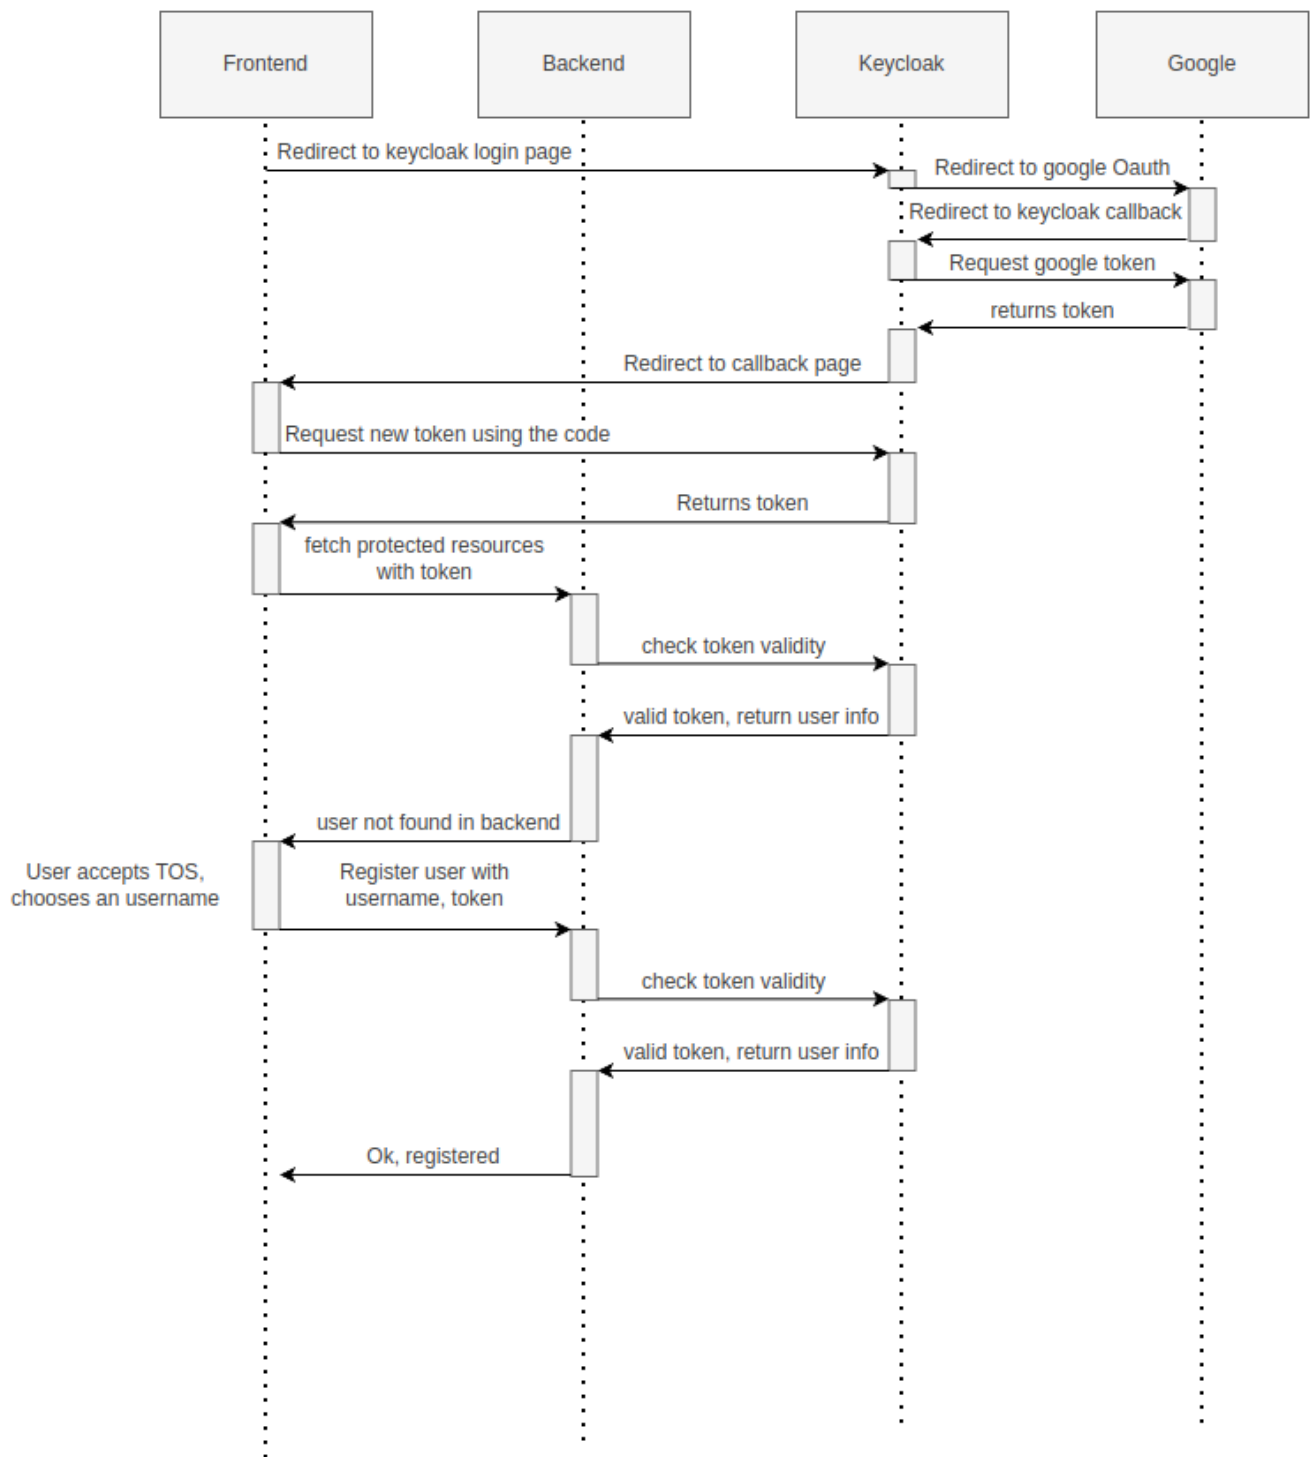 Frontend
Backend
Keycloak
Google
Redirect to keycloak login page
Redirect to google Oauth
Redirect to keycloak callback
Request google token
returns token
Redirect to callback page
Request new token using the code
Returns token
fetch protected resources
with token
check token validity
valid token, return user info
user not found in backend
User accepts TOS,
chooses an username
Register user with
username, token
check token validity
valid token, return user info
Ok, registered